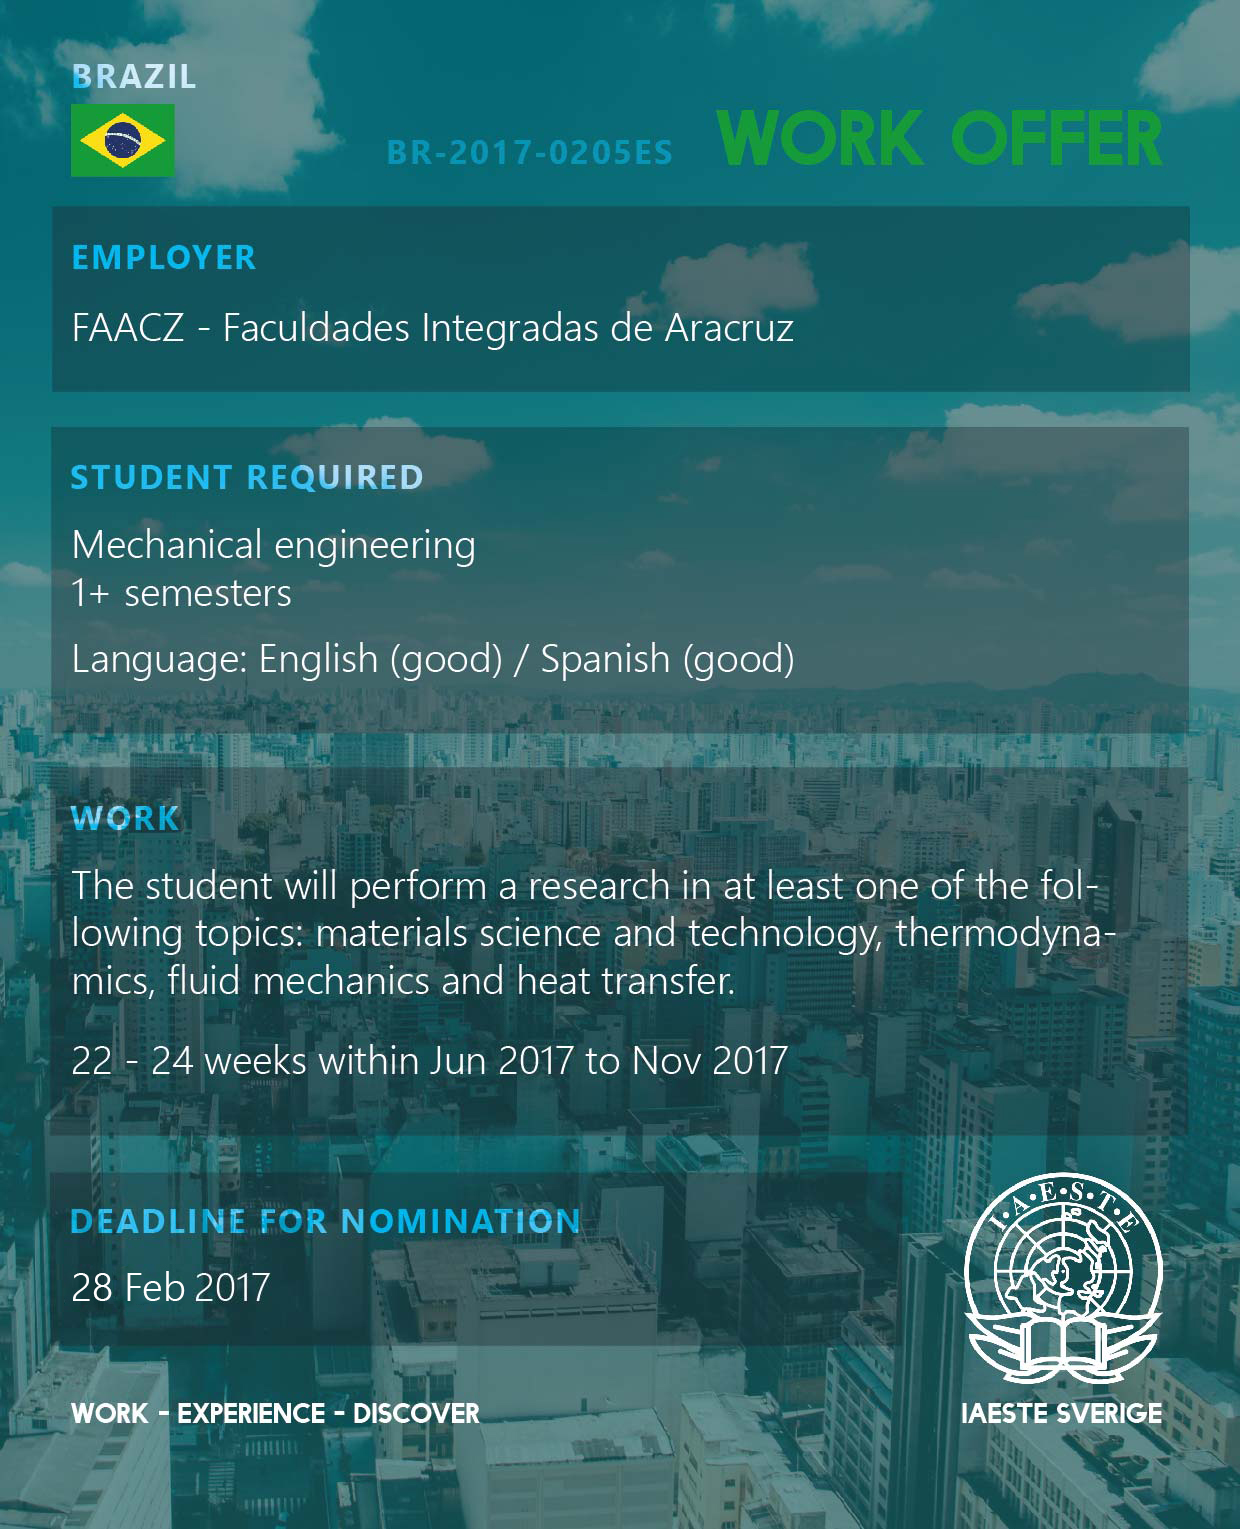 BRAZIL
BR-2017-0205ES
WORK OFFER
EMPLOYER
FAACZ - Faculdades Integradas de Aracruz
STUDENT REQUIRED
Mechanical engineering
1+ semesters
Language: English (good) / Spanish (good)
WORK
The student will perform a research in at least one of the fol-
lowing topics: materials science and technology, thermodyna-
mics, fluid mechanics and heat transfer.
22 - 24 weeks within Jun 2017 to Nov 2017
DEADLINE FOR NOMINATION
28 Feb 2017
I·A·E·S·T·E
WORK - EXPERIENCE - DISCOVER
IAESTE SVERIGE